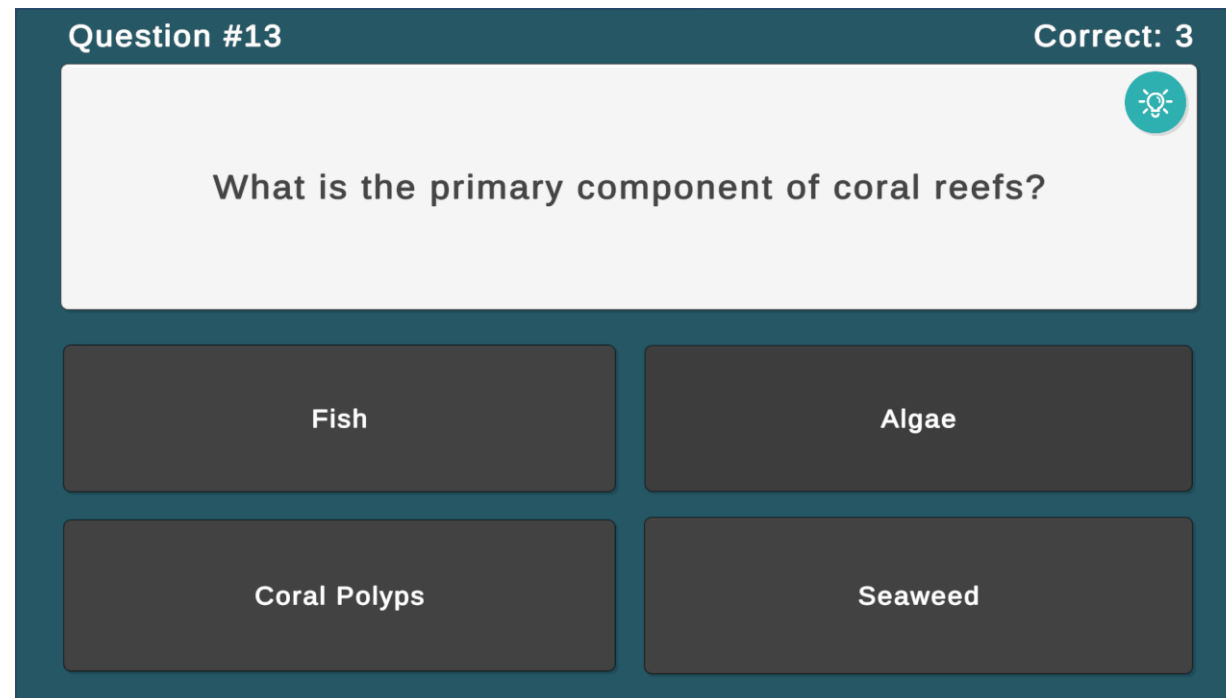 Question #13
Correct: 3
What is the primary component of coral reefs?
Fish
Algae
Coral Polyps
Seaweed